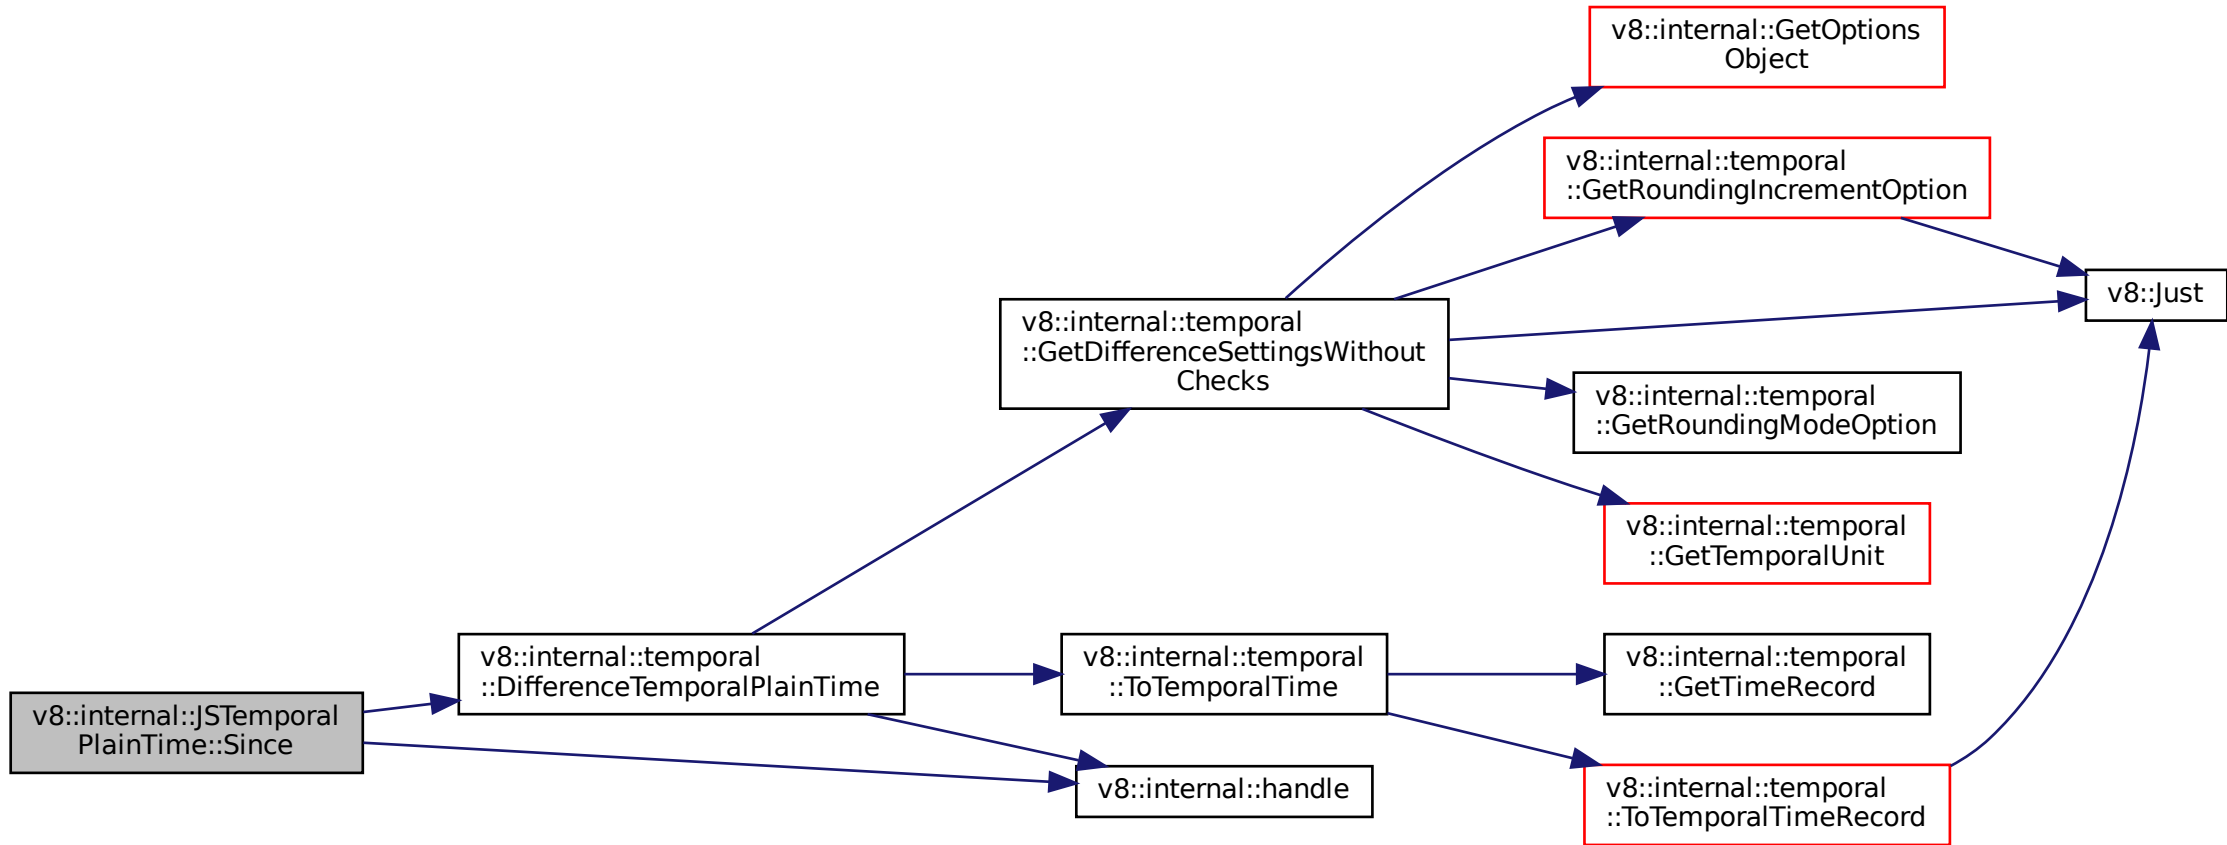 v8::internal::GetOptions
Object
v8::internal::temporal
::GetRoundingIncrementOption
v8::Just
v8::internal::temporal
::GetDifferenceSettingsWithout
Checks
v8::internal::temporal
::GetRoundingModeOption
v8::internal::temporal
::GetTemporalUnit
v8::internal::temporal
::DifferenceTemporalPlainTime
v8::internal::temporal
::ToTemporalTime
v8::internal::temporal
::GetTimeRecord
v8::internal::JSTemporal
PlainTime::Since
v8::internal::handle
v8::internal::temporal
::ToTemporalTimeRecord